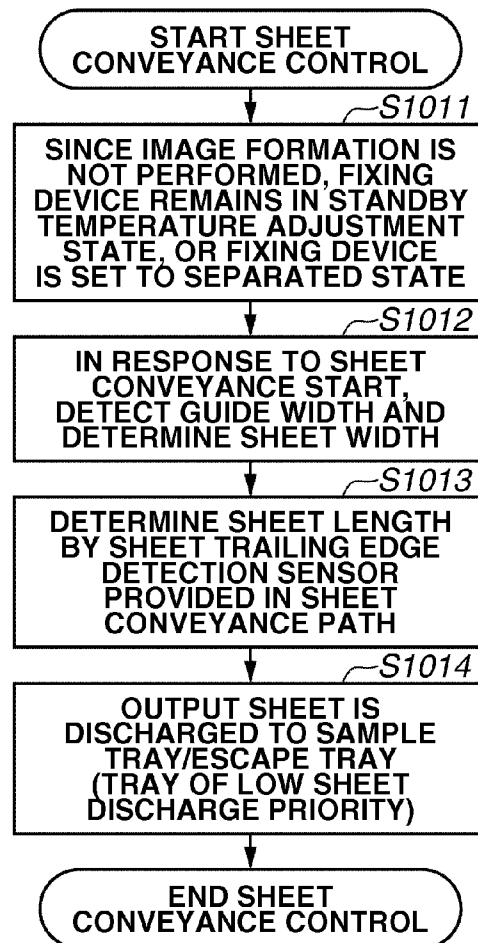 START SHEET
CONVEYANCE CONTROL
S1011
SINCE IMAGE FORMATION IS
NOT PERFORMED, FIXING
DEVICE REMAINS IN STANDBY
TEMPERATURE ADJUSTMENT
STATE, OR FIXING DEVICE
IS SET TO SEPARATED STATE
S1012
IN RESPONSE TO SHEET
CONVEYANCE START,
DETECT GUIDE WIDTH AND
DETERMINE SHEET WIDTH
S1013
DETERMINE SHEET LENGTH
BY SHEET TRAILING EDGE
DETECTION SENSOR
PROVIDED IN SHEET
CONVEYANCE PATH
S1014
OUTPUT SHEET IS
DISCHARGED TO SAMPLE
TRAY/ESCAPE TRAY
(TRAY OF LOW SHEET
DISCHARGE PRIORITY)
END SHEET
CONVEYANCE CONTROL